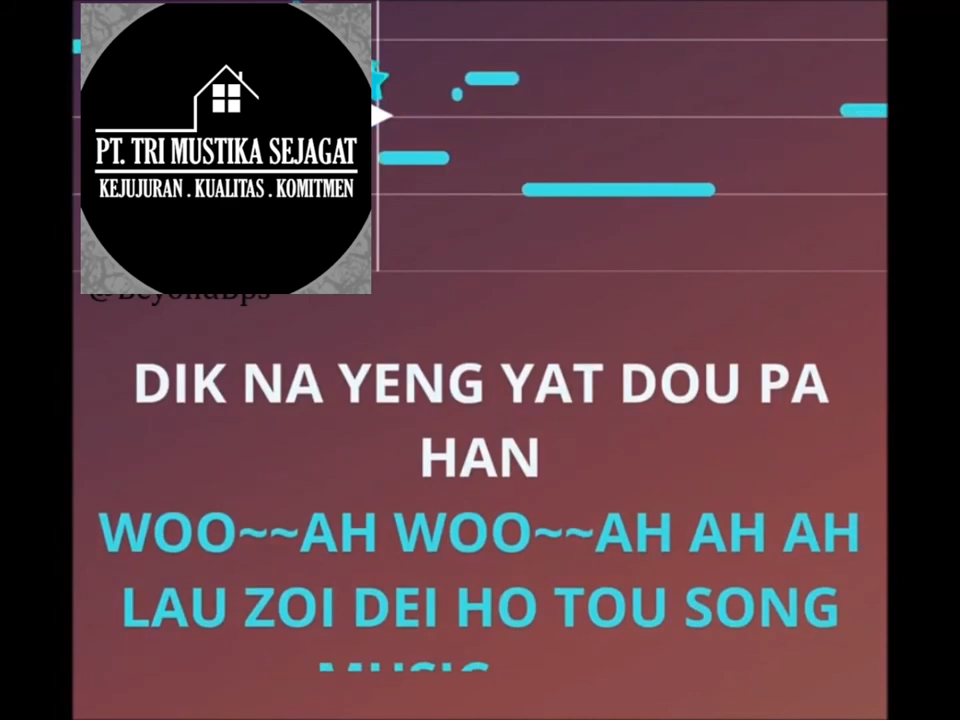 PT. TRI MUSTIKA SEJAGAT
KEJUJURAN . KUALITAS . KOMITMEN
DIK NA YENG YAT DOU PA
HAN
WOO~~AH WOO~~AH AH AH
LAU ZOI DEI HO TOU SONG
MUSIC